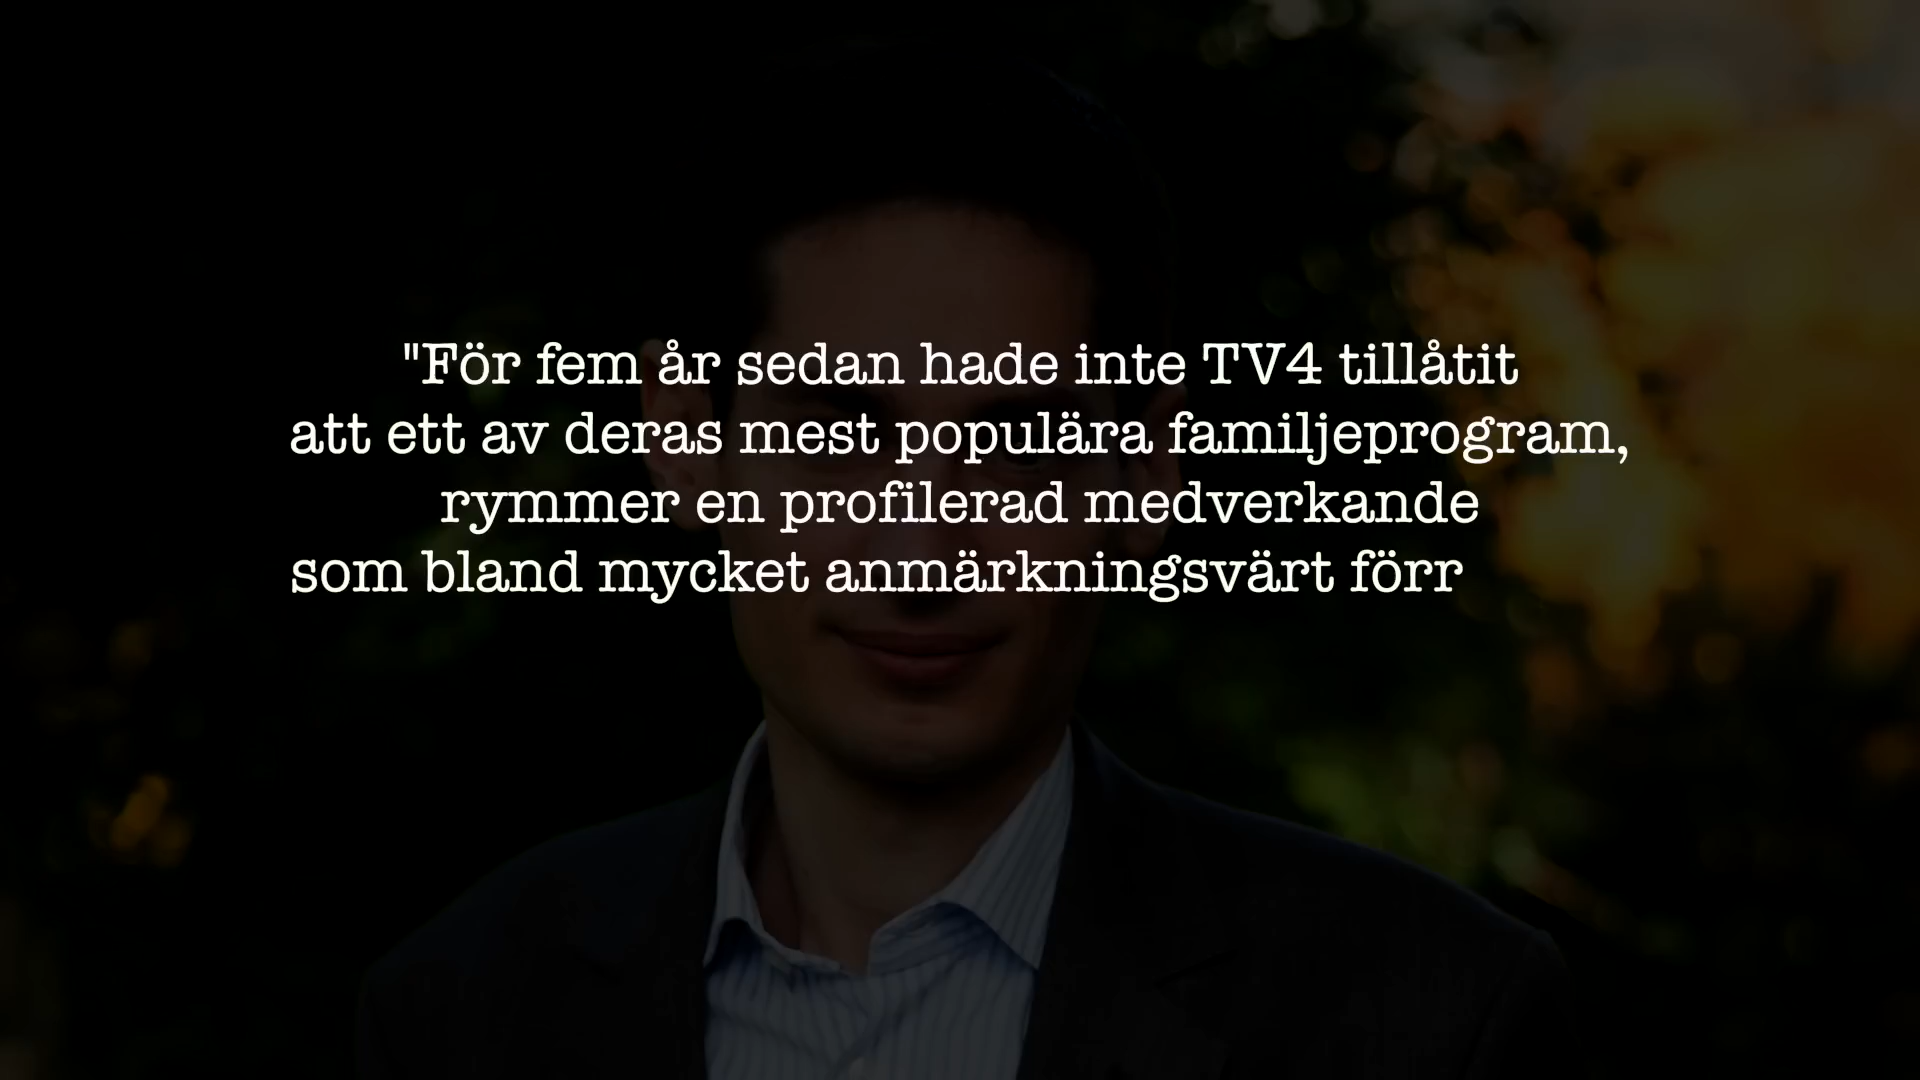 "För fem år sedan hade inte TV4 tillåtit
att ett av deras mest populära familjeprogram,
rymmer en profilerad medverkande
som bland mycket anmärkningsvärt förr